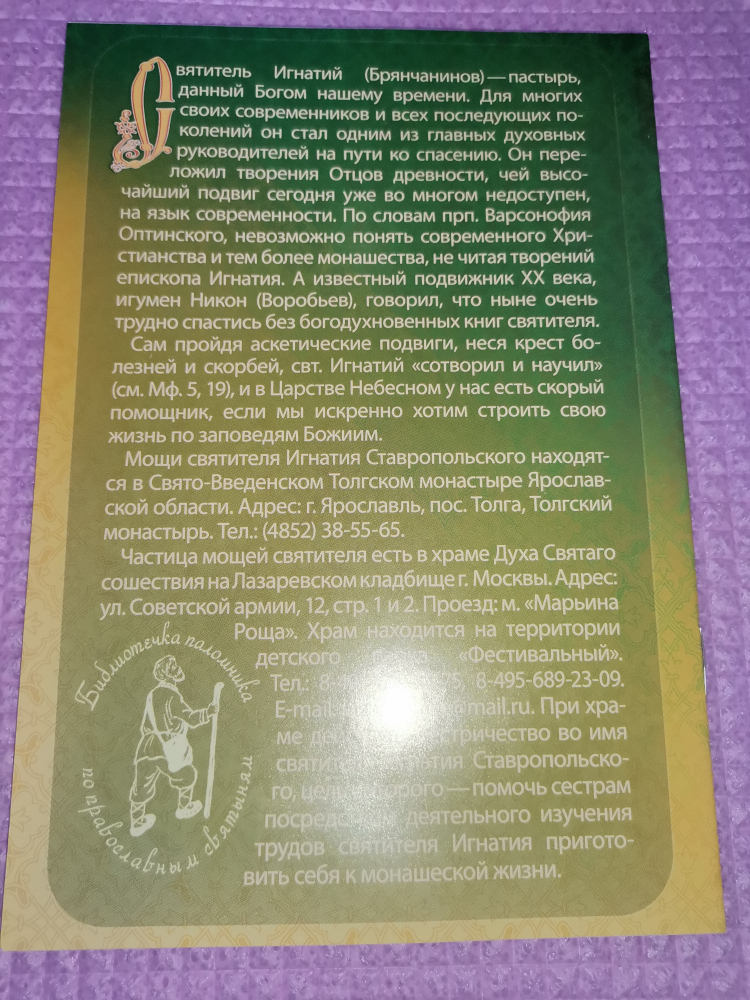 Святитель Игнатий (Брянчанинов) — пастырь,
данный Богом нашему времени. Для многих
своих современников и всех последующих по-
колений он стал одним из главных духовных
руководителей на пути ко спасению. Он пере-
ложил творения Отцов древности, чей высо-
чайший подвиг сегодня уже во многом недоступен,
на язык современности. По словам прп. Варсонофия
Оптинского, невозможно понять современного Хри-
стианства и тем более монашества, не читая творений
епископа Игнатия. А известный подвижник XX века,
игумен Никон (Воробьев), говорил, что ныне очень
трудно спастись без богодухновенных книг святителя.
Сам пройдя аскетические подвиги, неся крест бо-
лезней и скорбей, свт. Игнатий «сотворил и научил»
(см. Мф. 5, 19), и в Царстве Небесном у нас есть скорый
помощник, если мы искренно хотим строить свою
жизнь по заповедям Божиим.
Мощи святителя Игнатия Ставропольского находят-
ся в Свято-Введенском Толгском монастыре Ярослав-
ской области. Адрес: г. Ярославль, пос. Толга, Толгский
монастырь. Тел.: (4852) 38-55-65.
Частица мощей святителя есть в храме Духа Святаго
сошествия на Лазаревском кладбище г. Москвы. Адрес:
ул. Советской армии, 12, стр. 1 и 2. Проезд: м. «Марьина
Роща». Храм находится на территории
детского «Фестивальный».
Тел.: 8-495-689-23-09.
E-mail: @mail.ru. При хра-
ме во имя
святителя Игнатия Ставропольско-
го, цель которого — помочь сестрам
посредством деятельного изучения
трудов святителя Игнатия пригото-
вить себя к монашеской жизни.
Библиотечка паломника
по православным святыням